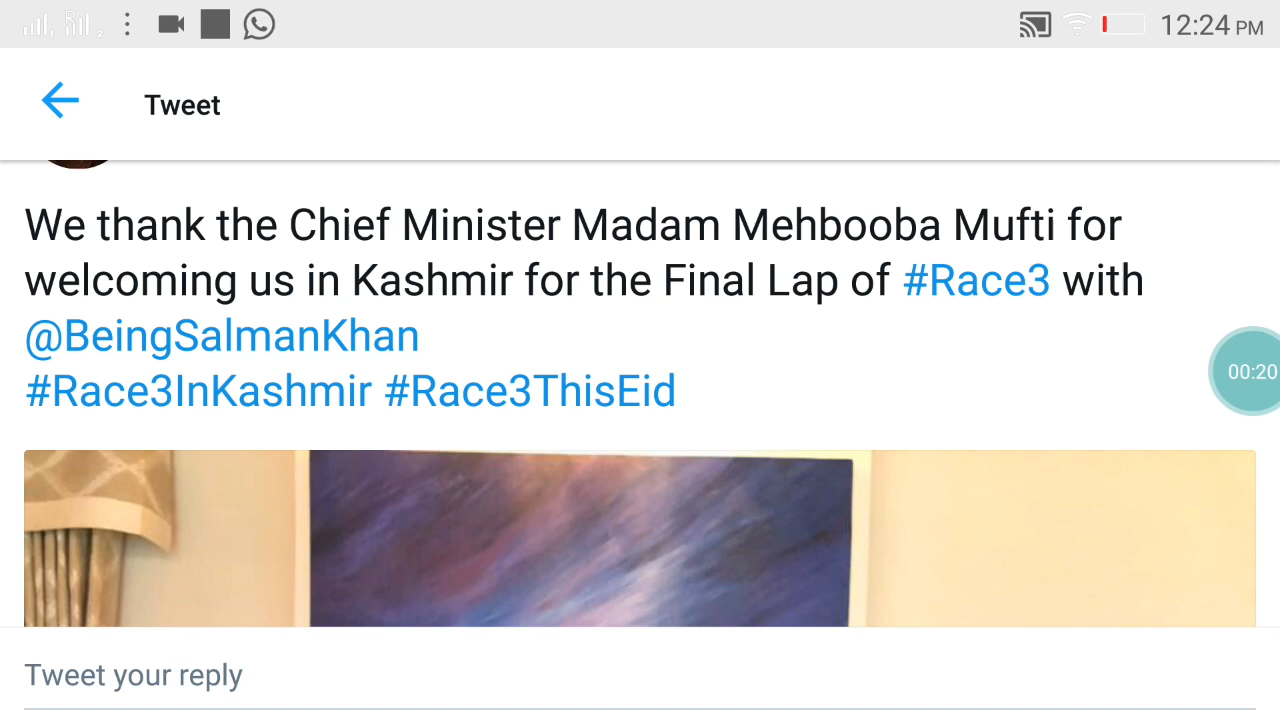 12:24 PM
Tweet
We thank the Chief Minister Madam Mehbooba Mufti for
welcoming us in Kashmir for the Final Lap of #Race3 with
@BeingSalmanKhan
#Race3InKashmir #Race3ThisEid
00:20
Tweet your reply